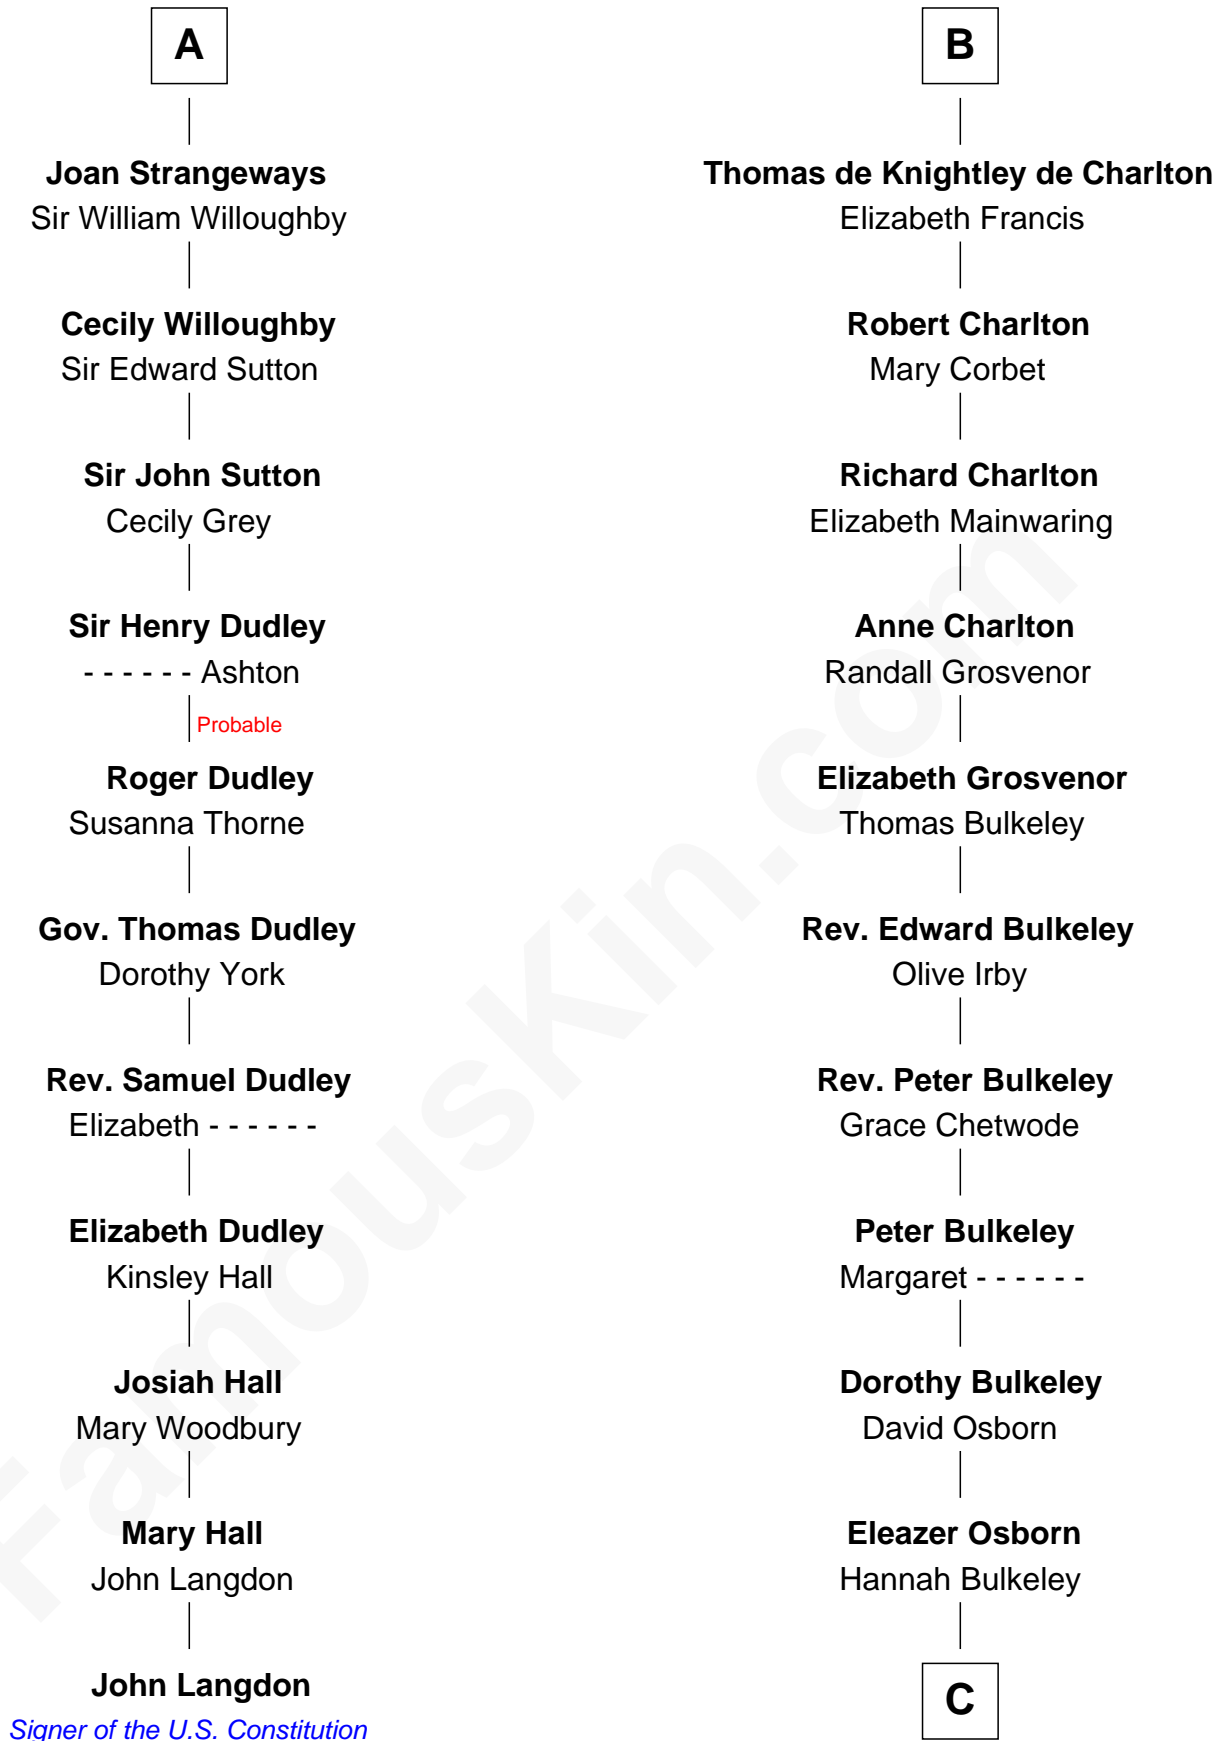 A
Joan Strangeways
Sir William Willoughby
Cecily Willoughby
Sir Edward Sutton
Sir John Sutton
Cecily Grey
Sir Henry Dudley
- - - - - - Ashton
Probable
Roger Dudley
Susanna Thorne
Gov. Thomas Dudley
Dorothy York
Rev. Samuel Dudley
Elizabeth - - - - - -
Elizabeth Dudley
Kinsley Hall
Josiah Hall
Mary Woodbury
Mary Hall
John Langdon
John Langdon
Signer of the U.S. Constitution
B
Thomas de Knightley de Charlton
Elizabeth Francis
Robert Charlton
Mary Corbet
Richard Charlton
Elizabeth Mainwaring
Anne Charlton
Randall Grosvenor
Elizabeth Grosvenor
Thomas Bulkeley
Rev. Edward Bulkeley
Olive Irby
Rev. Peter Bulkeley
Grace Chetwode
Peter Bulkeley
Margaret - - - - - -
Dorothy Bulkeley
David Osborn
Eleazer Osborn
Hannah Bulkeley
C
FamousKin.com